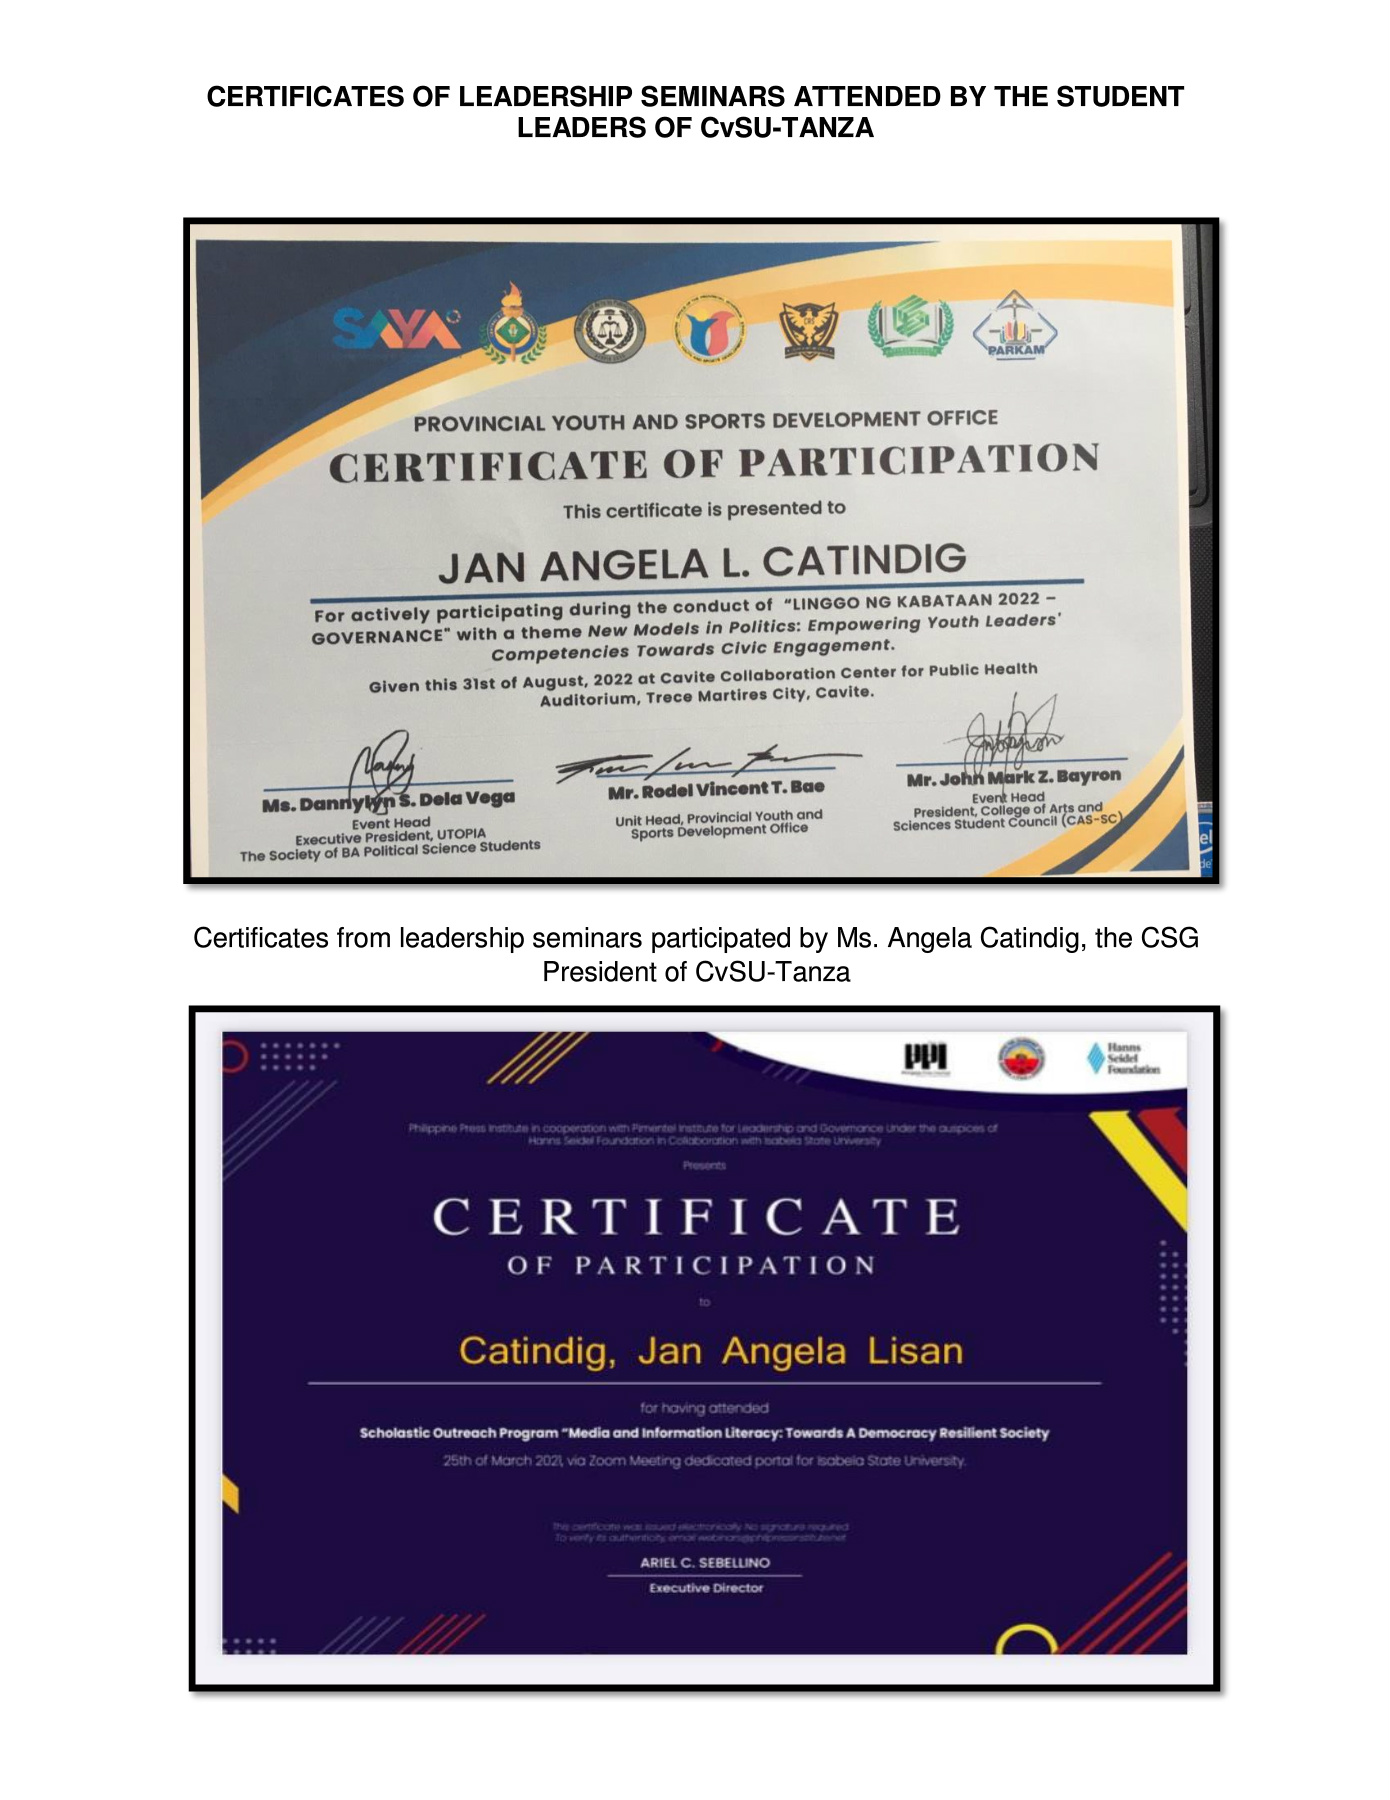 CERTIFICATES OF LEADERSHIP SEMINARS ATTENDED BY THE STUDENT
LEADERS OF CvSU-TANZA
SAYA
CRS
PARKAM
PROVINCIAL YOUTH AND SPORTS DEVELOPMENT OFFICE
CERTIFICATE OF PARTICIPATION
This certificate is presented to
JAN ANGELA L. CATINDIG
For actively participating during the conduct of "LINGGO NG KABATAAN 2022 –
GOVERNANCE" with a theme New Models in Politics: Empowering Youth Leaders'
Competencies Towards Civic Engagement.
Given this 31st of August, 2022 at Cavite Collaboration Center for Public Health
Auditorium, Trece Martires City, Cavite.
Ms. Dannylyn S. Dela Vega
Event Head
Executive President, UTOPIA
The Society of BA Political Science Students
Mr. Rodel Vincent T. Bae
Unit Head, Provincial Youth and
Sports Development Office
Mr. John Mark Z. Bayron
Event Head
President, College of Arts and
Sciences Student Council (CAS-SC)
Certificates from leadership seminars participated by Ms. Angela Catindig, the CSG
President of CvSU-Tanza
PPI
Hanns
Seidel
Foundation
Philippine Press Institute in cooperation with Pimentel Institute for Leadership and Governance Under the auspices of
Hanns Seidel Foundation In Collaboration with Isabela State University
Presents
CERTIFICATE
OF PARTICIPATION
to
Catindig, Jan Angela Lisan
for having attended
Scholastic Outreach Program "Media and Information Literacy: Towards A Democracy Resilient Society
25th of March 2021, via Zoom Meeting dedicated portal for Isabela State University.
This certificate was issued electronically No signature required
To verify its authenticity, email
ARIEL C. SEBELLINO
Executive Director